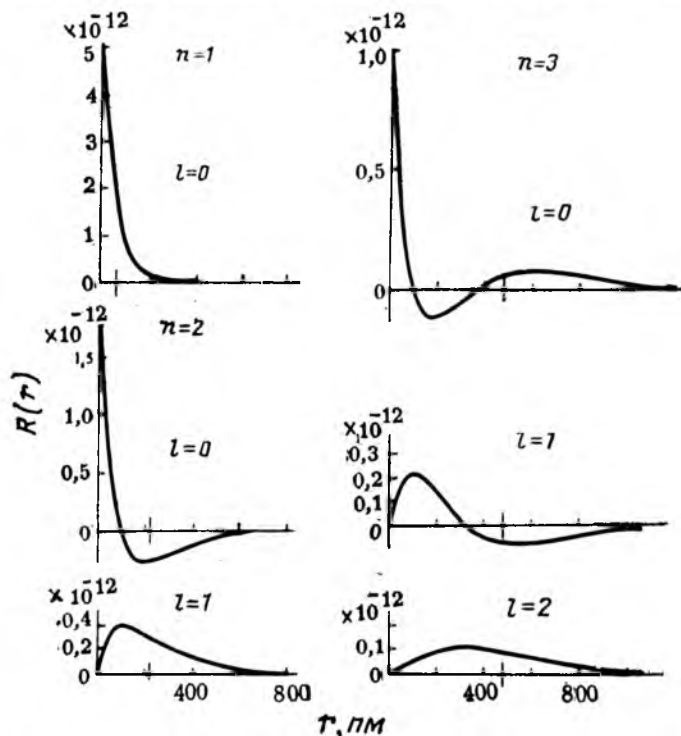 ×10⁻¹²
5
n=1
4
3
l=0
2
1
0
×10⁻¹²
n=2
1,5
1,0
l=0
0,5
0
R(r)
×10⁻¹²
l=1
0,4
0,2
0
400 800
×10⁻¹²
1,0
n=3
0,5
l=0
0
×10⁻¹²
l=1
0,3
0,2
0,1
0
×10⁻¹²
l=2
0,1
0
400 800
r, пм